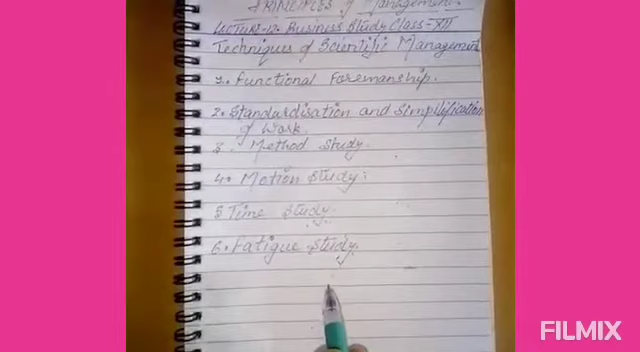 PRINCIPLES of Management.
LECTURE-12. Business Study Class-XII
Techniques of Scientific Management
1. Functional Foremanship.
2. Standardisation and Simplification
of Work.
3. Method Study.
4. Motion Study:
5 Time Study.
6. Fatigue Study.
FILMIX